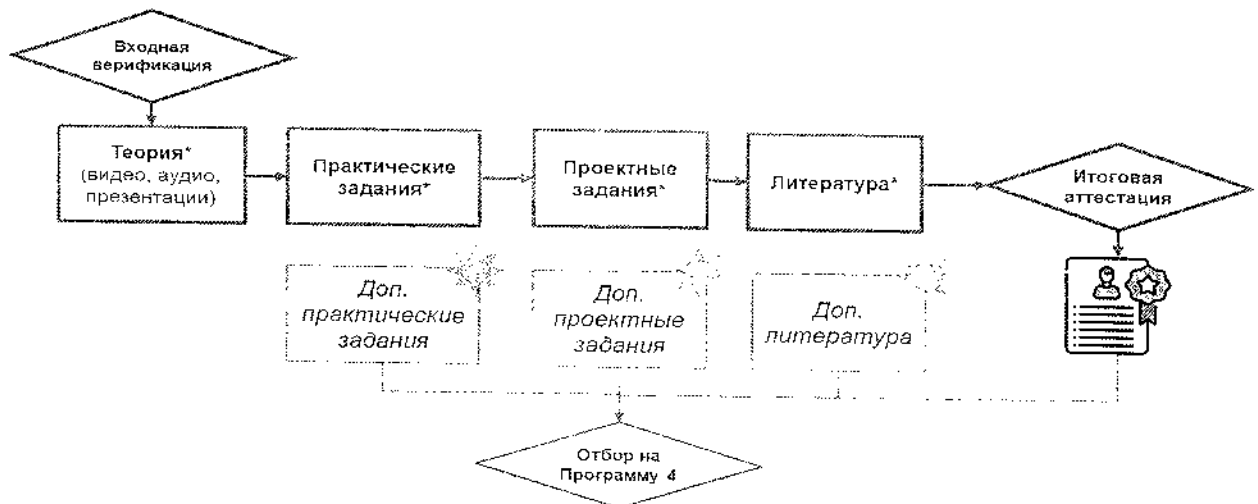 Входная
верификация
Теория*
(видео, аудио,
презентации)
Практические
задания*
Проектные
задания*
Литература*
Итоговая
аттестация
Доп.
практические
задания
Доп.
проектные
задания
Доп.
литература
Отбор на
Программу 4